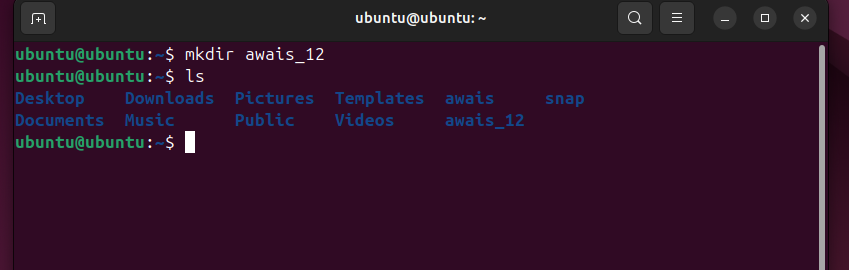 ubuntu@ubuntu: ~
ubuntu@ubuntu:~$ mkdir awais_12
ubuntu@ubuntu:~$ ls
Desktop    Downloads  Pictures  Templates  awais     snap
Documents  Music      Public    Videos     awais_12
ubuntu@ubuntu:~$